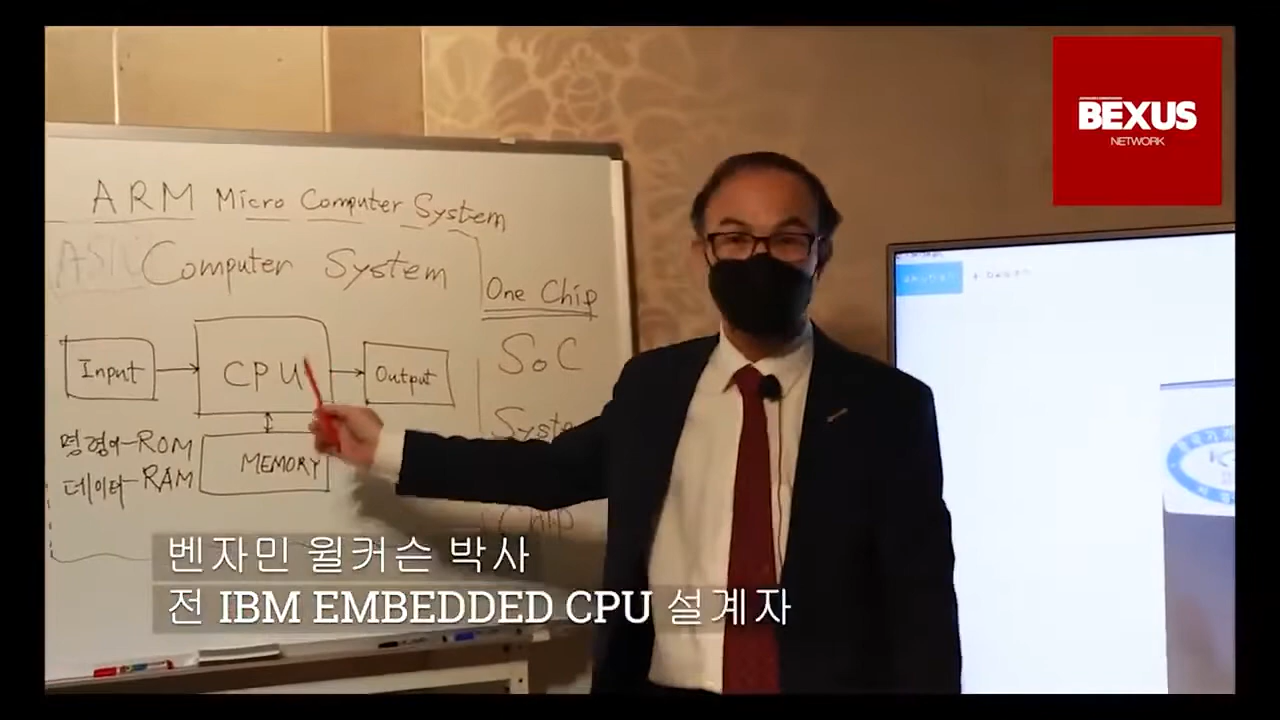 BEXUS
NETWORK
ARM Micro Computer System
Computer System
One Chip
SoC
Input
CPU
Output
명령어-ROM
데이터-RAM
MEMORY
Chip
벤자민 윌커슨 박사
전 IBM EMBEDDED CPU 설계자